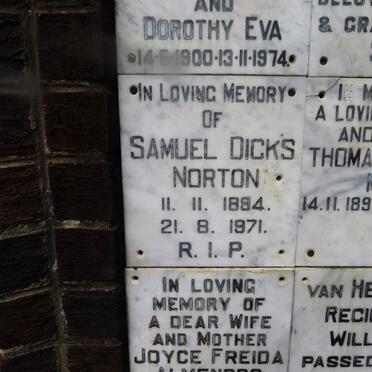 AND
DOROTHY EVA
14-6-1900-13-11-1974.
& GRA
IN LOVING MEMORY
OF
SAMUEL DICKS
NORTON
11. 11. 1894.
21. 8. 1971.
R. I. P.
A LOVI
AND
THOMA
14.11.189
IN LOVING
MEMORY OF
A DEAR WIFE
AND MOTHER
JOYCE FREIDA
VAN HE
RECI
WILL
PASSED